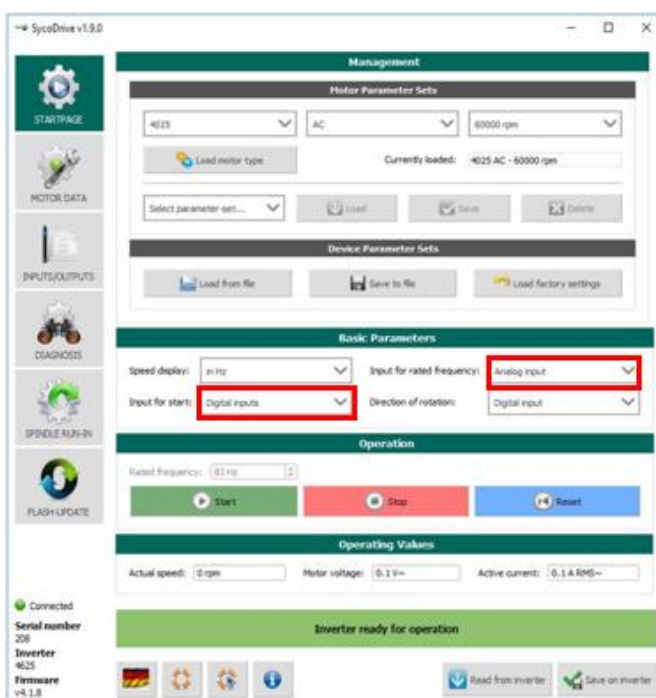 SycoDrive v1.9.0
Management
STARTPAGE
Motor Parameter Sets
4025 AC 60000 rpm
Load motor type Currently loaded: 4025 AC - 60000 rpm
MOTOR DATA
Select parameter-set... Load Save Delete
INPUTS/OUTPUTS
Device Parameter Sets
Load from file Save to file Load factory settings
DIAGNOSIS
Basic Parameters
Speed display: in Hz Input for rated frequency: Analog input
Input for start: Digital inputs Direction of rotation: Digital input
SPINDLE RUN-IN
Operation
Rated frequency: 83 Hz
Start Stop Reset
FLASH-UPDATE
Operating Values
Actual speed: 0 rpm Motor voltage: 0.1 V~ Active current: 0.1 A RMS~
Connected
Serial number
208
Inverter ready for operation
Inverter
4625
Firmware
v4.1.8
Read from inverter Save on inverter